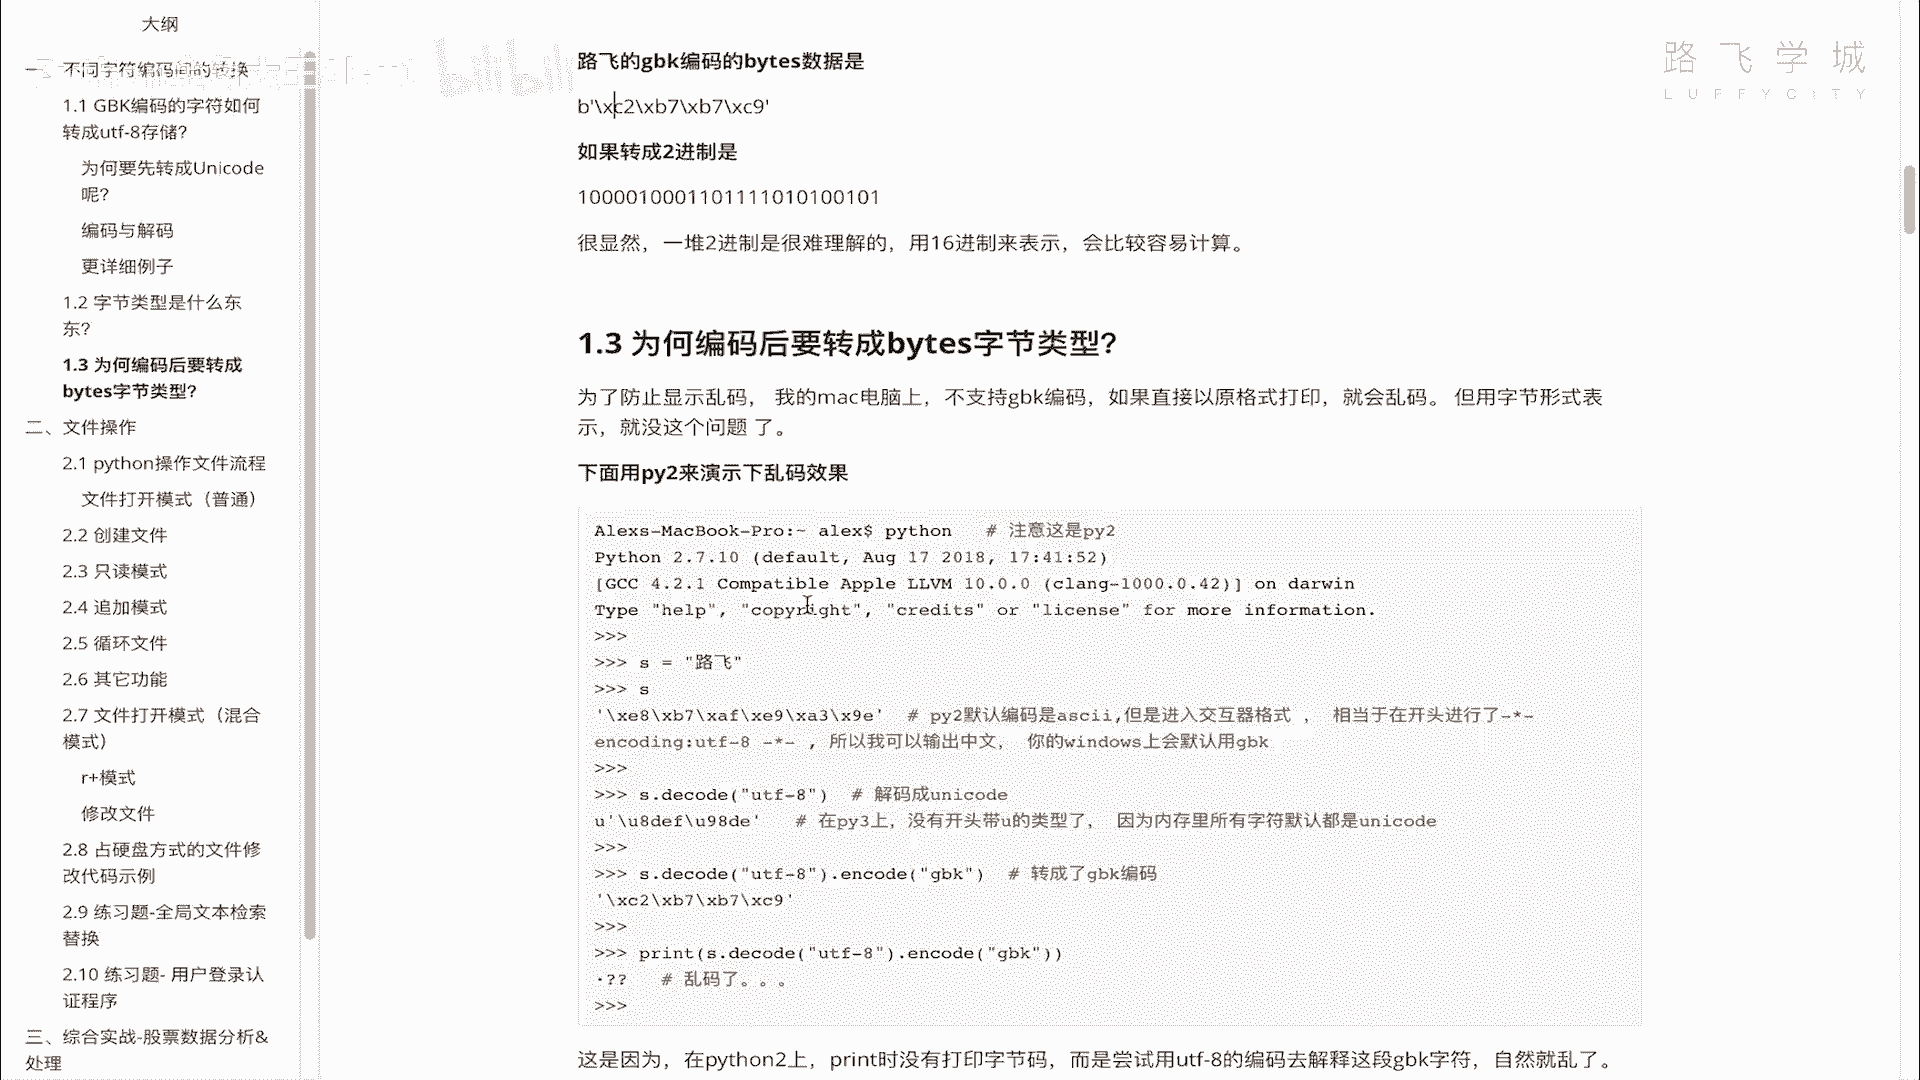 大纲
一、不同字符编码间的转换
1.1 GBK编码的字符如何
转成utf-8存储?
为何要先转成Unicode
呢?
编码与解码
更详细例子
1.2 字节类型是什么东
东?
1.3 为何编码后要转成
bytes字节类型?
二、文件操作
2.1 python操作文件流程
文件打开模式（普通）
2.2 创建文件
2.3 只读模式
2.4 追加模式
2.5 循环文件
2.6 其它功能
2.7 文件打开模式（混合
模式）
r+模式
修改文件
2.8 占硬盘方式的文件修
改代码示例
2.9 练习题-全局文本检索
替换
2.10 练习题- 用户登录认
证程序
三、综合实战-股票数据分析&
处理
bilibili
路飞学城
LUFFYCITY
路飞的gbk编码的bytes数据是
b'\xc2\xb7\xb7\xc9'
如果转成2进制是
1000010001101111010100101
很显然，一堆2进制是很难理解的，用16进制来表示，会比较容易计算。
1.3 为何编码后要转成bytes字节类型?
为了防止显示乱码， 我的mac电脑上，不支持gbk编码，如果直接以原格式打印，就会乱码。 但用字节形式表
示，就没这个问题 了。
下面用py2来演示下乱码效果
Alexs-MacBook-Pro:~ alex$ python   # 注意这是py2
Python 2.7.10 (default, Aug 17 2018, 17:41:52)
[GCC 4.2.1 Compatible Apple LLVM 10.0.0 (clang-1000.0.42)] on darwin
Type "help", "copyright", "credits" or "license" for more information.
>>>
>>> s = "路飞"
>>> s
'\xe8\xb7\xaf\xe9\xa3\x9e'  # py2默认编码是ascii,但是进入交互器格式 ， 相当于在开头进行了-*-
encoding:utf-8 -*- ，所以我可以输出中文， 你的windows上会默认用gbk
>>>
>>> s.decode("utf-8")  # 解码成unicode
u'\u8def\u98de'   # 在py3上，没有开头带u的类型了， 因为内存里所有字符默认都是unicode
>>>
>>> s.decode("utf-8").encode("gbk")  # 转成了gbk编码
'\xc2\xb7\xb7\xc9'
>>>
>>> print(s.decode("utf-8").encode("gbk"))
·??   # 乱码了。。。
>>>
这是因为，在python2上，print时没有打印字节码，而是尝试用utf-8的编码去解释这段gbk字符，自然就乱了。